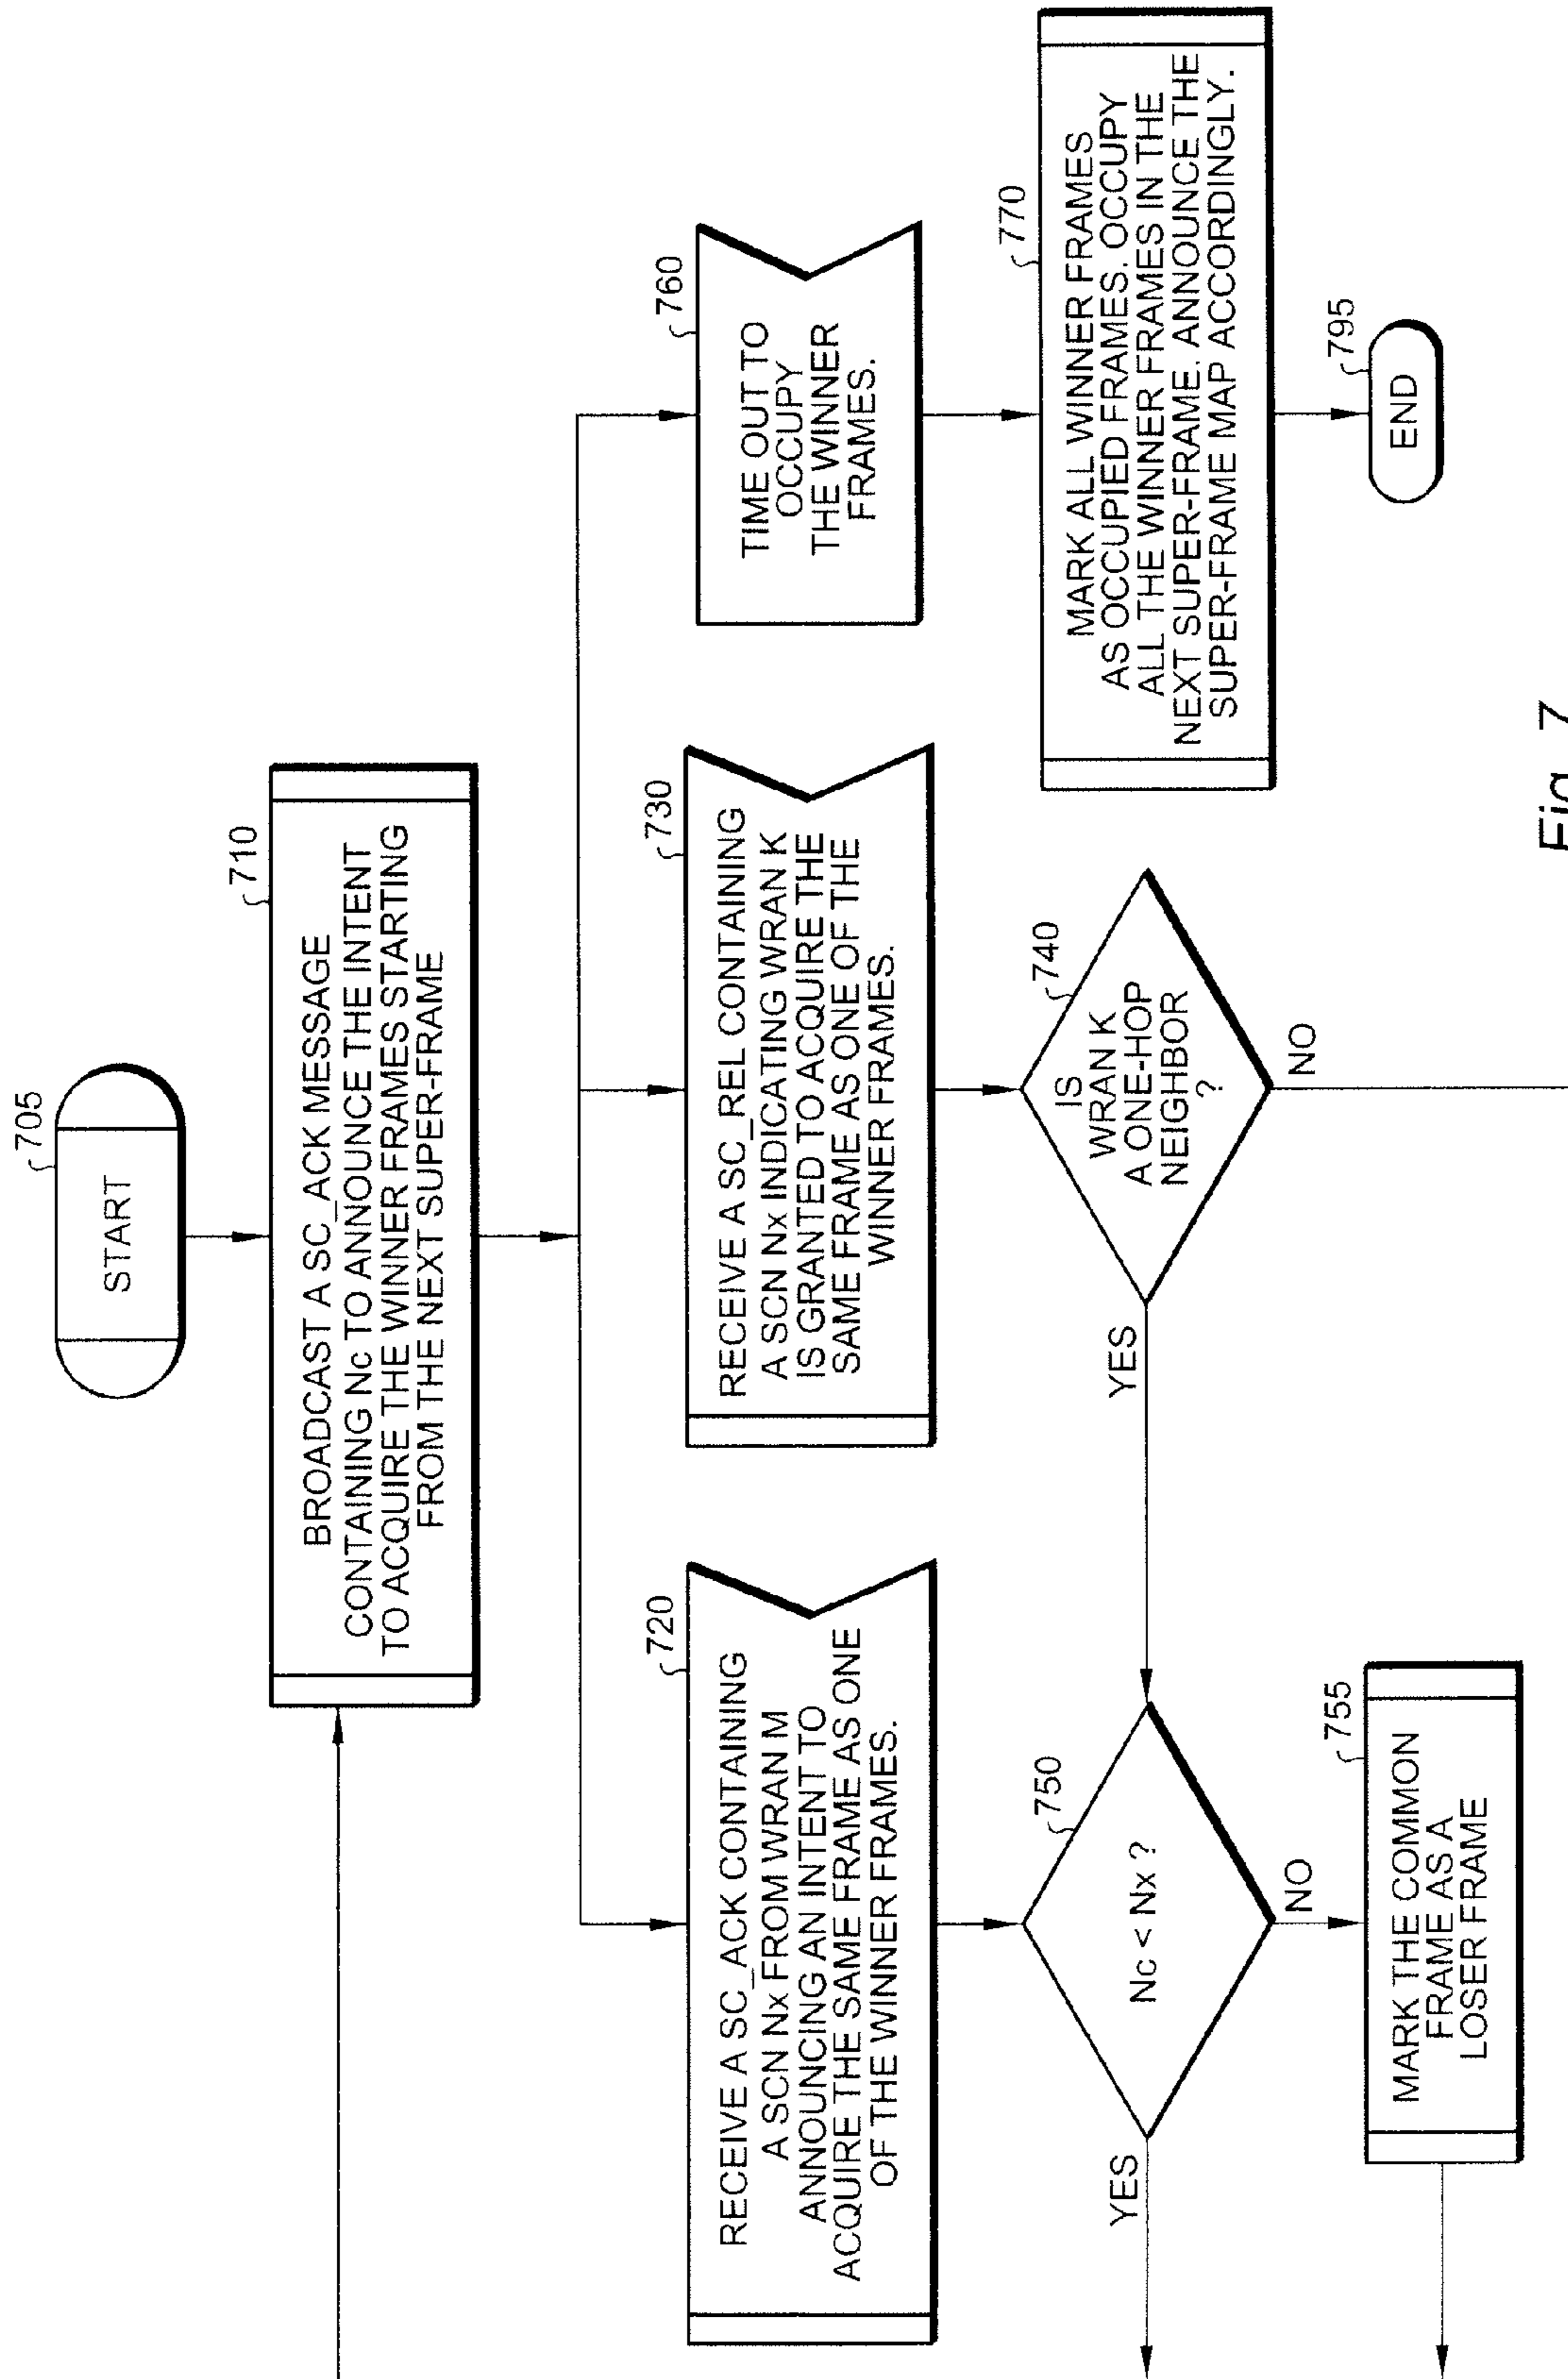 705
START
710
BROADCAST A SC_ACK MESSAGE
CONTAINING Nc TO ANNOUNCE THE INTENT
TO ACQUIRE THE WINNER FRAMES STARTING
FROM THE NEXT SUPER-FRAME
720
RECEIVE A SC_ACK CONTAINING
A SCN Nx FROM WRAN M
ANNOUNCING AN INTENT TO
ACQUIRE THE SAME FRAME AS ONE
OF THE WINNER FRAMES.
730
RECEIVE A SC_REL CONTAINING
A SCN Nx INDICATING WRAN K
IS GRANTED TO ACQUIRE THE
SAME FRAME AS ONE OF THE
WINNER FRAMES.
760
TIME OUT TO
OCCUPY
THE WINNER
FRAMES.
750
Nc < Nx ?
YES
NO
740
IS
WRAN K
A ONE-HOP
NEIGHBOR
?
YES
NO
770
MARK ALL WINNER FRAMES
AS OCCUPIED FRAMES. OCCUPY
ALL THE WINNER FRAMES IN THE
NEXT SUPER-FRAME. ANNOUNCE THE
SUPER-FRAME MAP ACCORDINGLY.
755
MARK THE COMMON
FRAME AS A
LOSER FRAME
795
END
Fig. 7